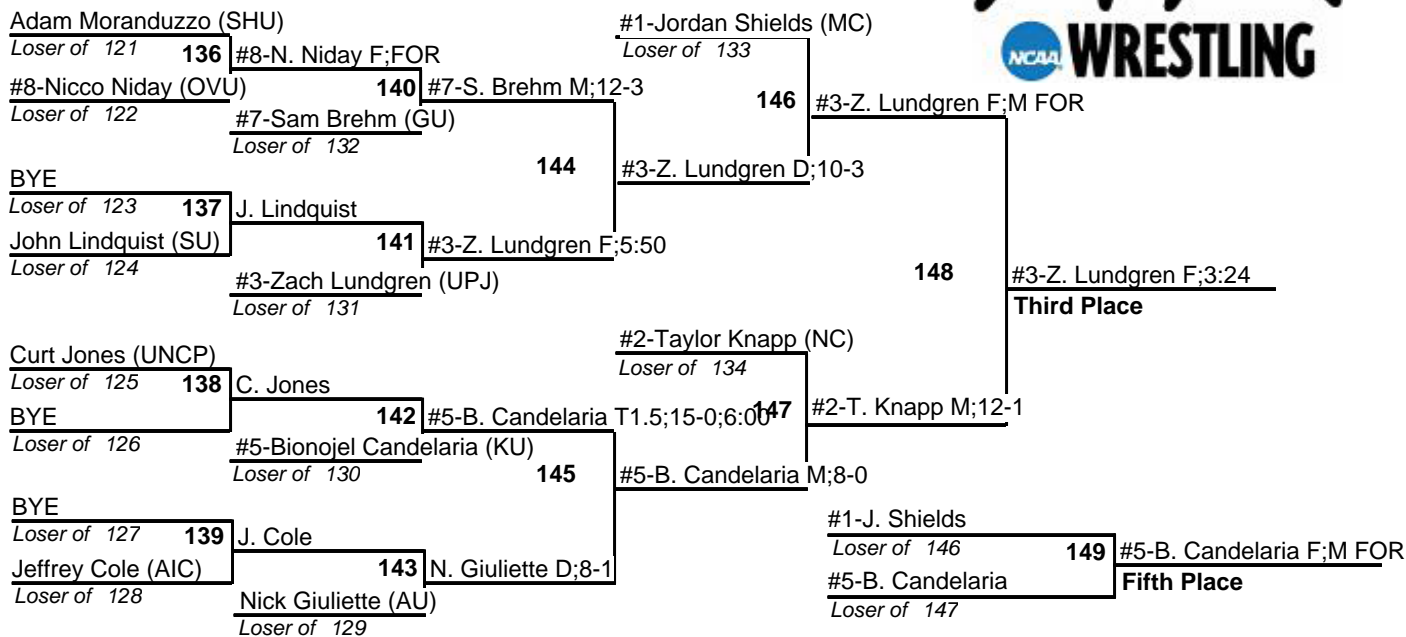 Adam Moranduzzo (SHU)
Loser of 121
136
#8-N. Niday F;FOR
#8-Nicco Niday (OVU)
Loser of 122
140
#7-S. Brehm M;12-3
#7-Sam Brehm (GU)
Loser of 132
BYE
Loser of 123
137
J. Lindquist
John Lindquist (SU)
Loser of 124
141
#3-Z. Lundgren F;5:50
#3-Zach Lundgren (UPJ)
Loser of 131
144
#3-Z. Lundgren D;10-3
#1-Jordan Shields (MC)
Loser of 133
146
#3-Z. Lundgren F;M FOR
NCAA WRESTLING
Curt Jones (UNCP)
Loser of 125
138
C. Jones
BYE
Loser of 126
142
#5-B. Candelaria T1.5;15-0;6:00
#5-Bionojel Candelaria (KU)
Loser of 130
BYE
Loser of 127
139
J. Cole
Jeffrey Cole (AIC)
Loser of 128
143
N. Giuliette D;8-1
Nick Giuliette (AU)
Loser of 129
145
#5-B. Candelaria M;8-0
#2-Taylor Knapp (NC)
Loser of 134
147
#2-T. Knapp M;12-1
148
#3-Z. Lundgren F;3:24
Third Place
#1-J. Shields
Loser of 146
149
#5-B. Candelaria F;M FOR
#5-B. Candelaria
Fifth Place
Loser of 147